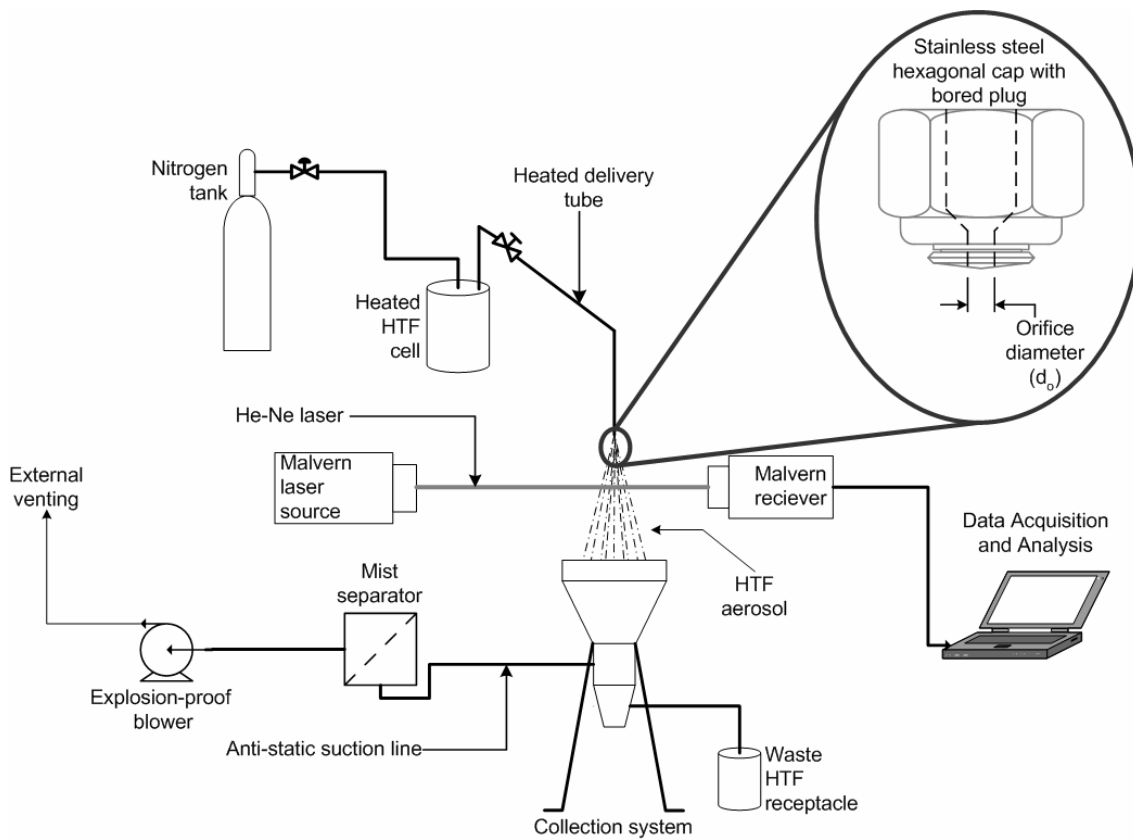 Stainless steel
hexagonal cap with
bored plug
Nitrogen
tank
Heated delivery
tube
Heated
HTF
cell
Orifice
diameter
(dₒ)
He-Ne laser
External
venting
Malvern
laser
source
Malvern
reciever
Data Acquisition
and Analysis
Mist
separator
HTF
aerosol
Explosion-proof
blower
Anti-static suction line
Waste
HTF
receptacle
Collection system